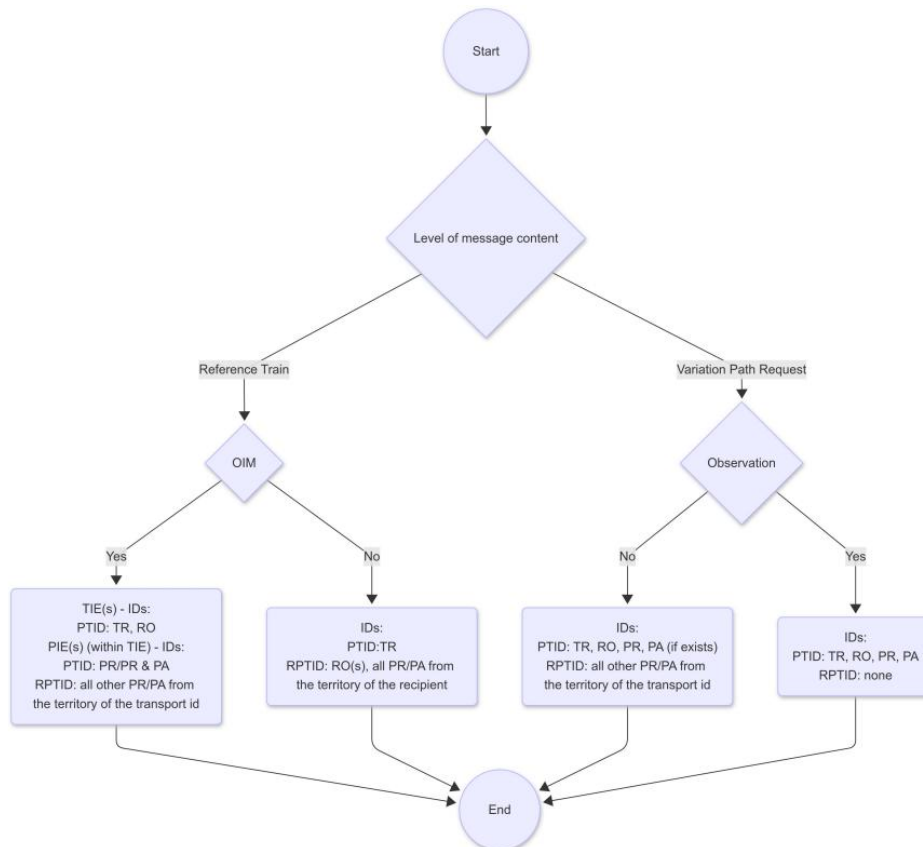 Start
Level of message content
Reference Train
Variation Path Request
OIM
Observation
Yes
No
No
Yes
TIE(s) - IDs:
PTID: TR, RO
PIE(s) (within TIE) - IDs:
PTID: PR/PR & PA
RPTID: all other PR/PA from
the territory of the transport id
IDs:
PTID:TR
RPTID: RO(s), all PR/PA from
the territory of the recipient
IDs:
PTID: TR, RO, PR, PA (if exists)
RPTID: all other PR/PA from
the territory of the transport id
IDs:
PTID: TR, RO, PR, PA
RPTID: none
End